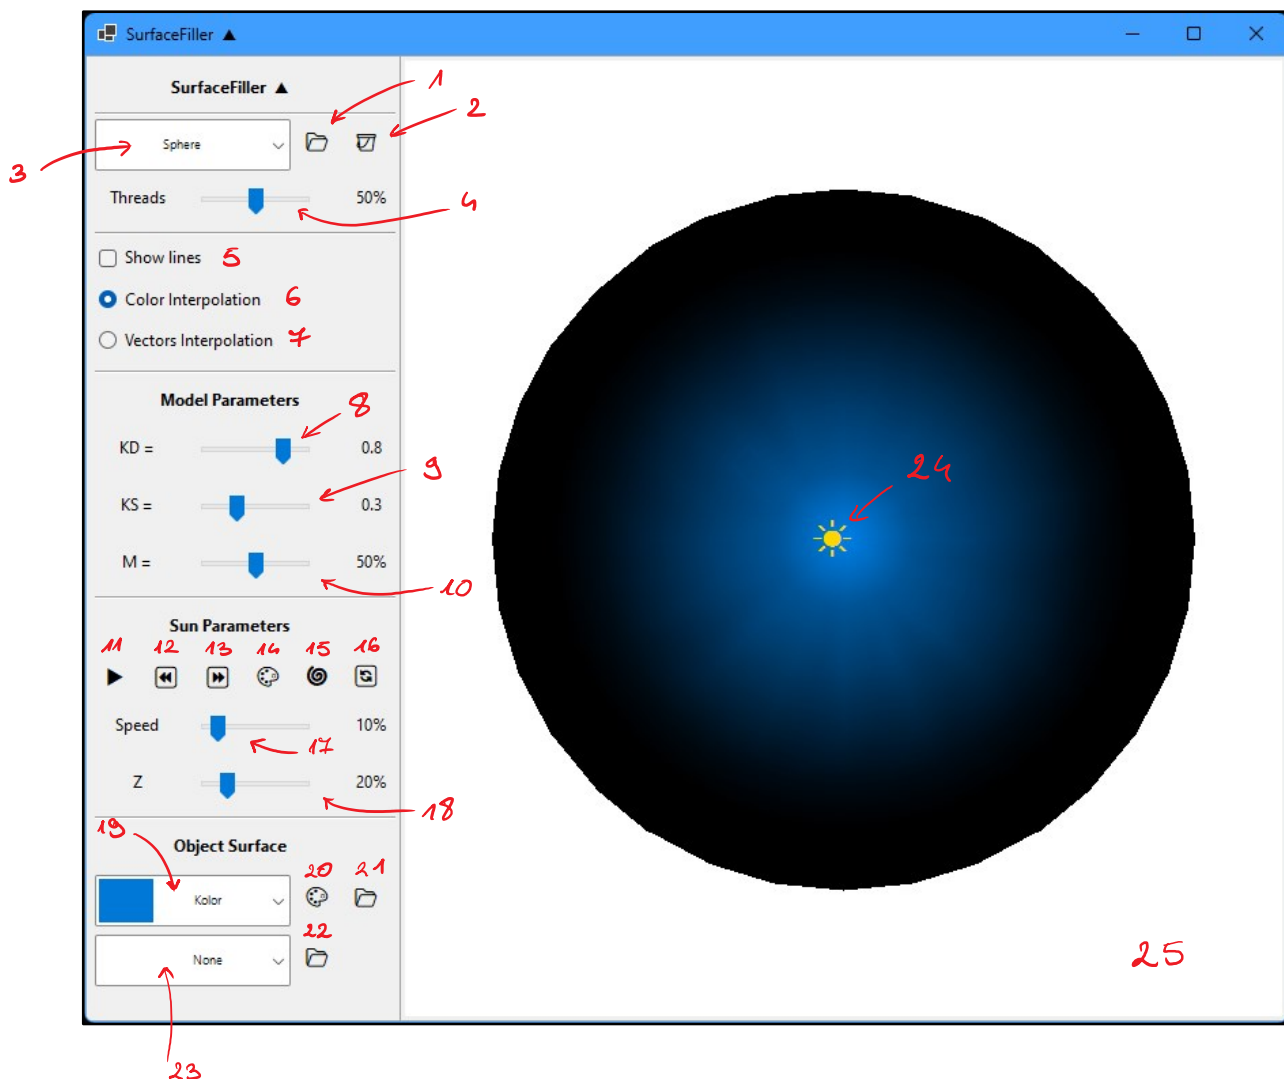 SurfaceFiller ▲
SurfaceFiller ▲
1
2
3
Sphere
Threads
50%
4
Show lines
5
Color Interpolation
6
Vectors Interpolation
7
Model Parameters
8
KD =
0.8
9
KS =
0.3
M =
50%
10
Sun Parameters
11 12 13 14 15 16
Speed
10%
17
Z
20%
18
19
Object Surface
20 21
Kolor
22
None
23
24
25